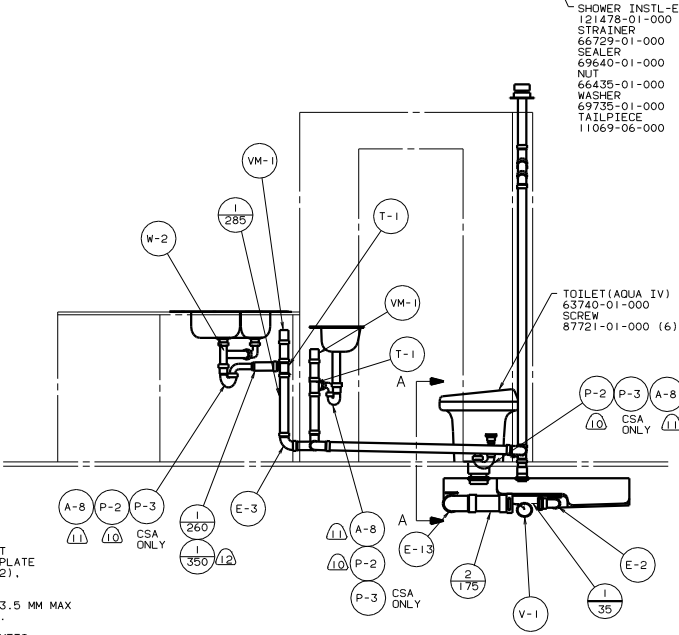 SHOWER INSTL-E
121478-01-000
STRAINER
66729-01-000
SEALER
69640-01-000
NUT
66435-01-000
WASHER
69735-01-000
TAILPIECE
11069-06-000
VM-1
1
285
T-1
W-2
VM-1
TOILET(AQUA IV)
63740-01-000
SCREW
87721-01-000 (6)
T-1
A
P-2 P-3 A-8
10 CSA ONLY 11
A-8 P-2 P-3
11 10 CSA ONLY
1
260
1
350 12
E-3
11 A-8
10 P-2
P-3 CSA ONLY
A
E-13
2
175
V-1
1
35
E-2
T
PLATE
2),
3.5 MM MAX
.